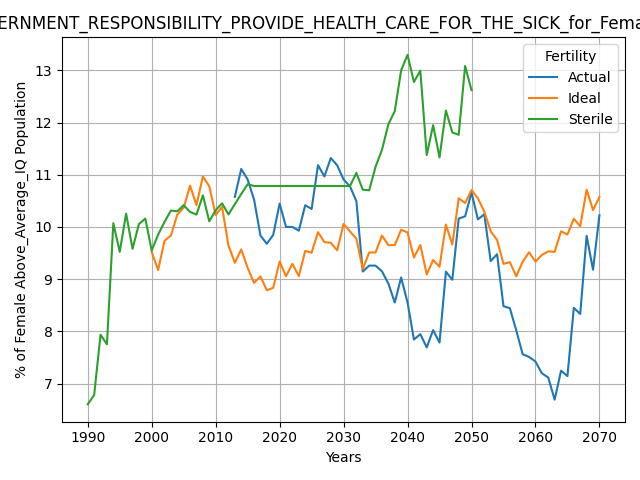 ERNMENT_RESPONSIBILITY_PROVIDE_HEALTH_CARE_FOR_THE_SICK_for_Fema
% of Female Above_Average_IQ Population
13
12
11
10
9
8
7
Fertility
Actual
Ideal
Sterile
1990 2000 2010 2020 2030 2040 2050 2060 2070
Years